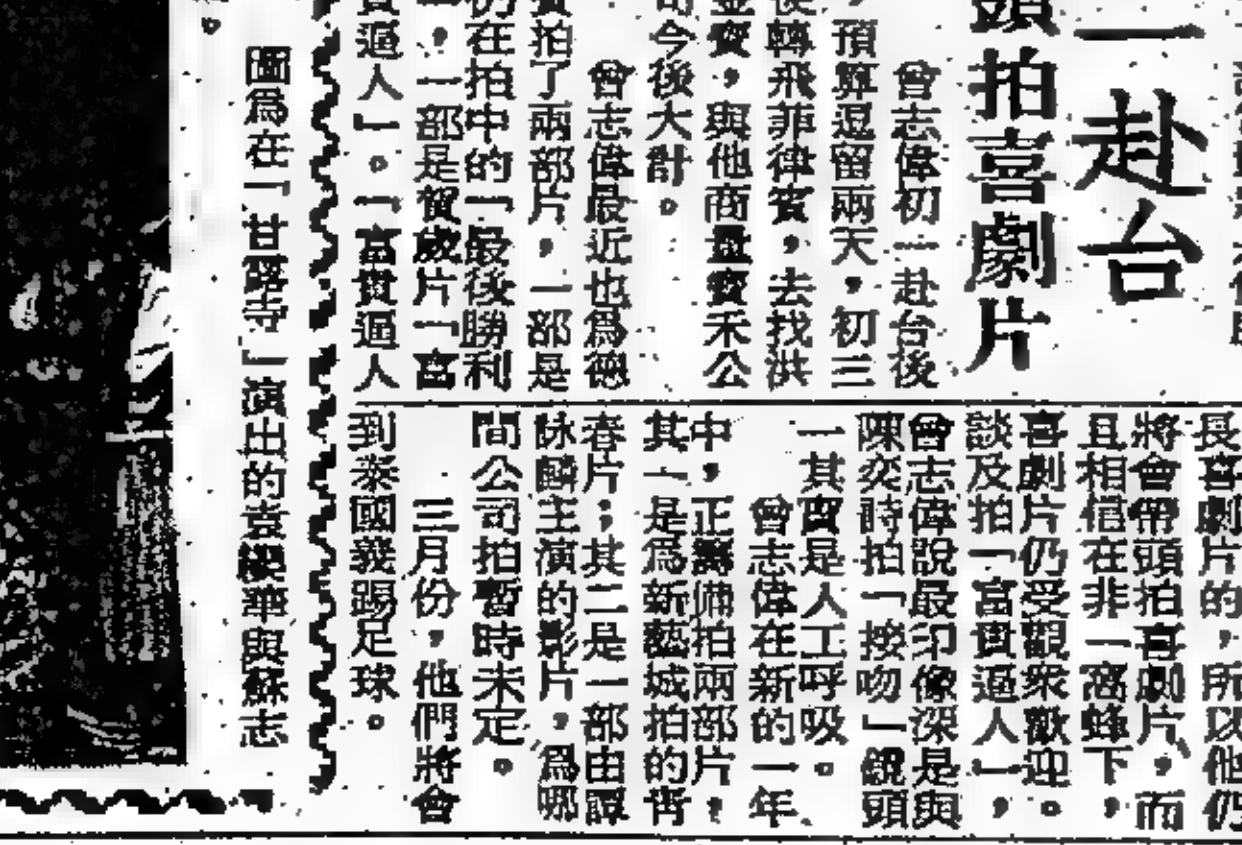 一赴台
頭拍喜劇片
曾志偉初一赴台後
,預算逗留兩天,初三
便轉飛菲律賓,去找洪
金寶,與他商量寶禾公
司今後大計。
曾志偉最近也為德
寶拍了兩部片,一部是
仍在拍中的「最後勝利
」,一部是賀歲片「富
貴逼人」。「富貴逼人
長喜劇片的,所以他仍
將會帶頭拍喜劇片,而
且相信在非一窩蜂下,
喜劇片仍受觀衆歡迎。
談及拍「富貴逼人」,
曾志偉說最印像深是與
陳奕詩拍「接吻」鏡頭
一其實是人工呼吸。
曾志偉在新的一年
中,正籌備拍兩部片,
其一是為新藝城拍的賀
春片;其二是一部由譚
詠麟主演的影片,為哪
間公司拍暫時未定。
三月份,他們將會
到泰國義踢足球。
圖為在「甘露寺」演出的袁
華與蘇志